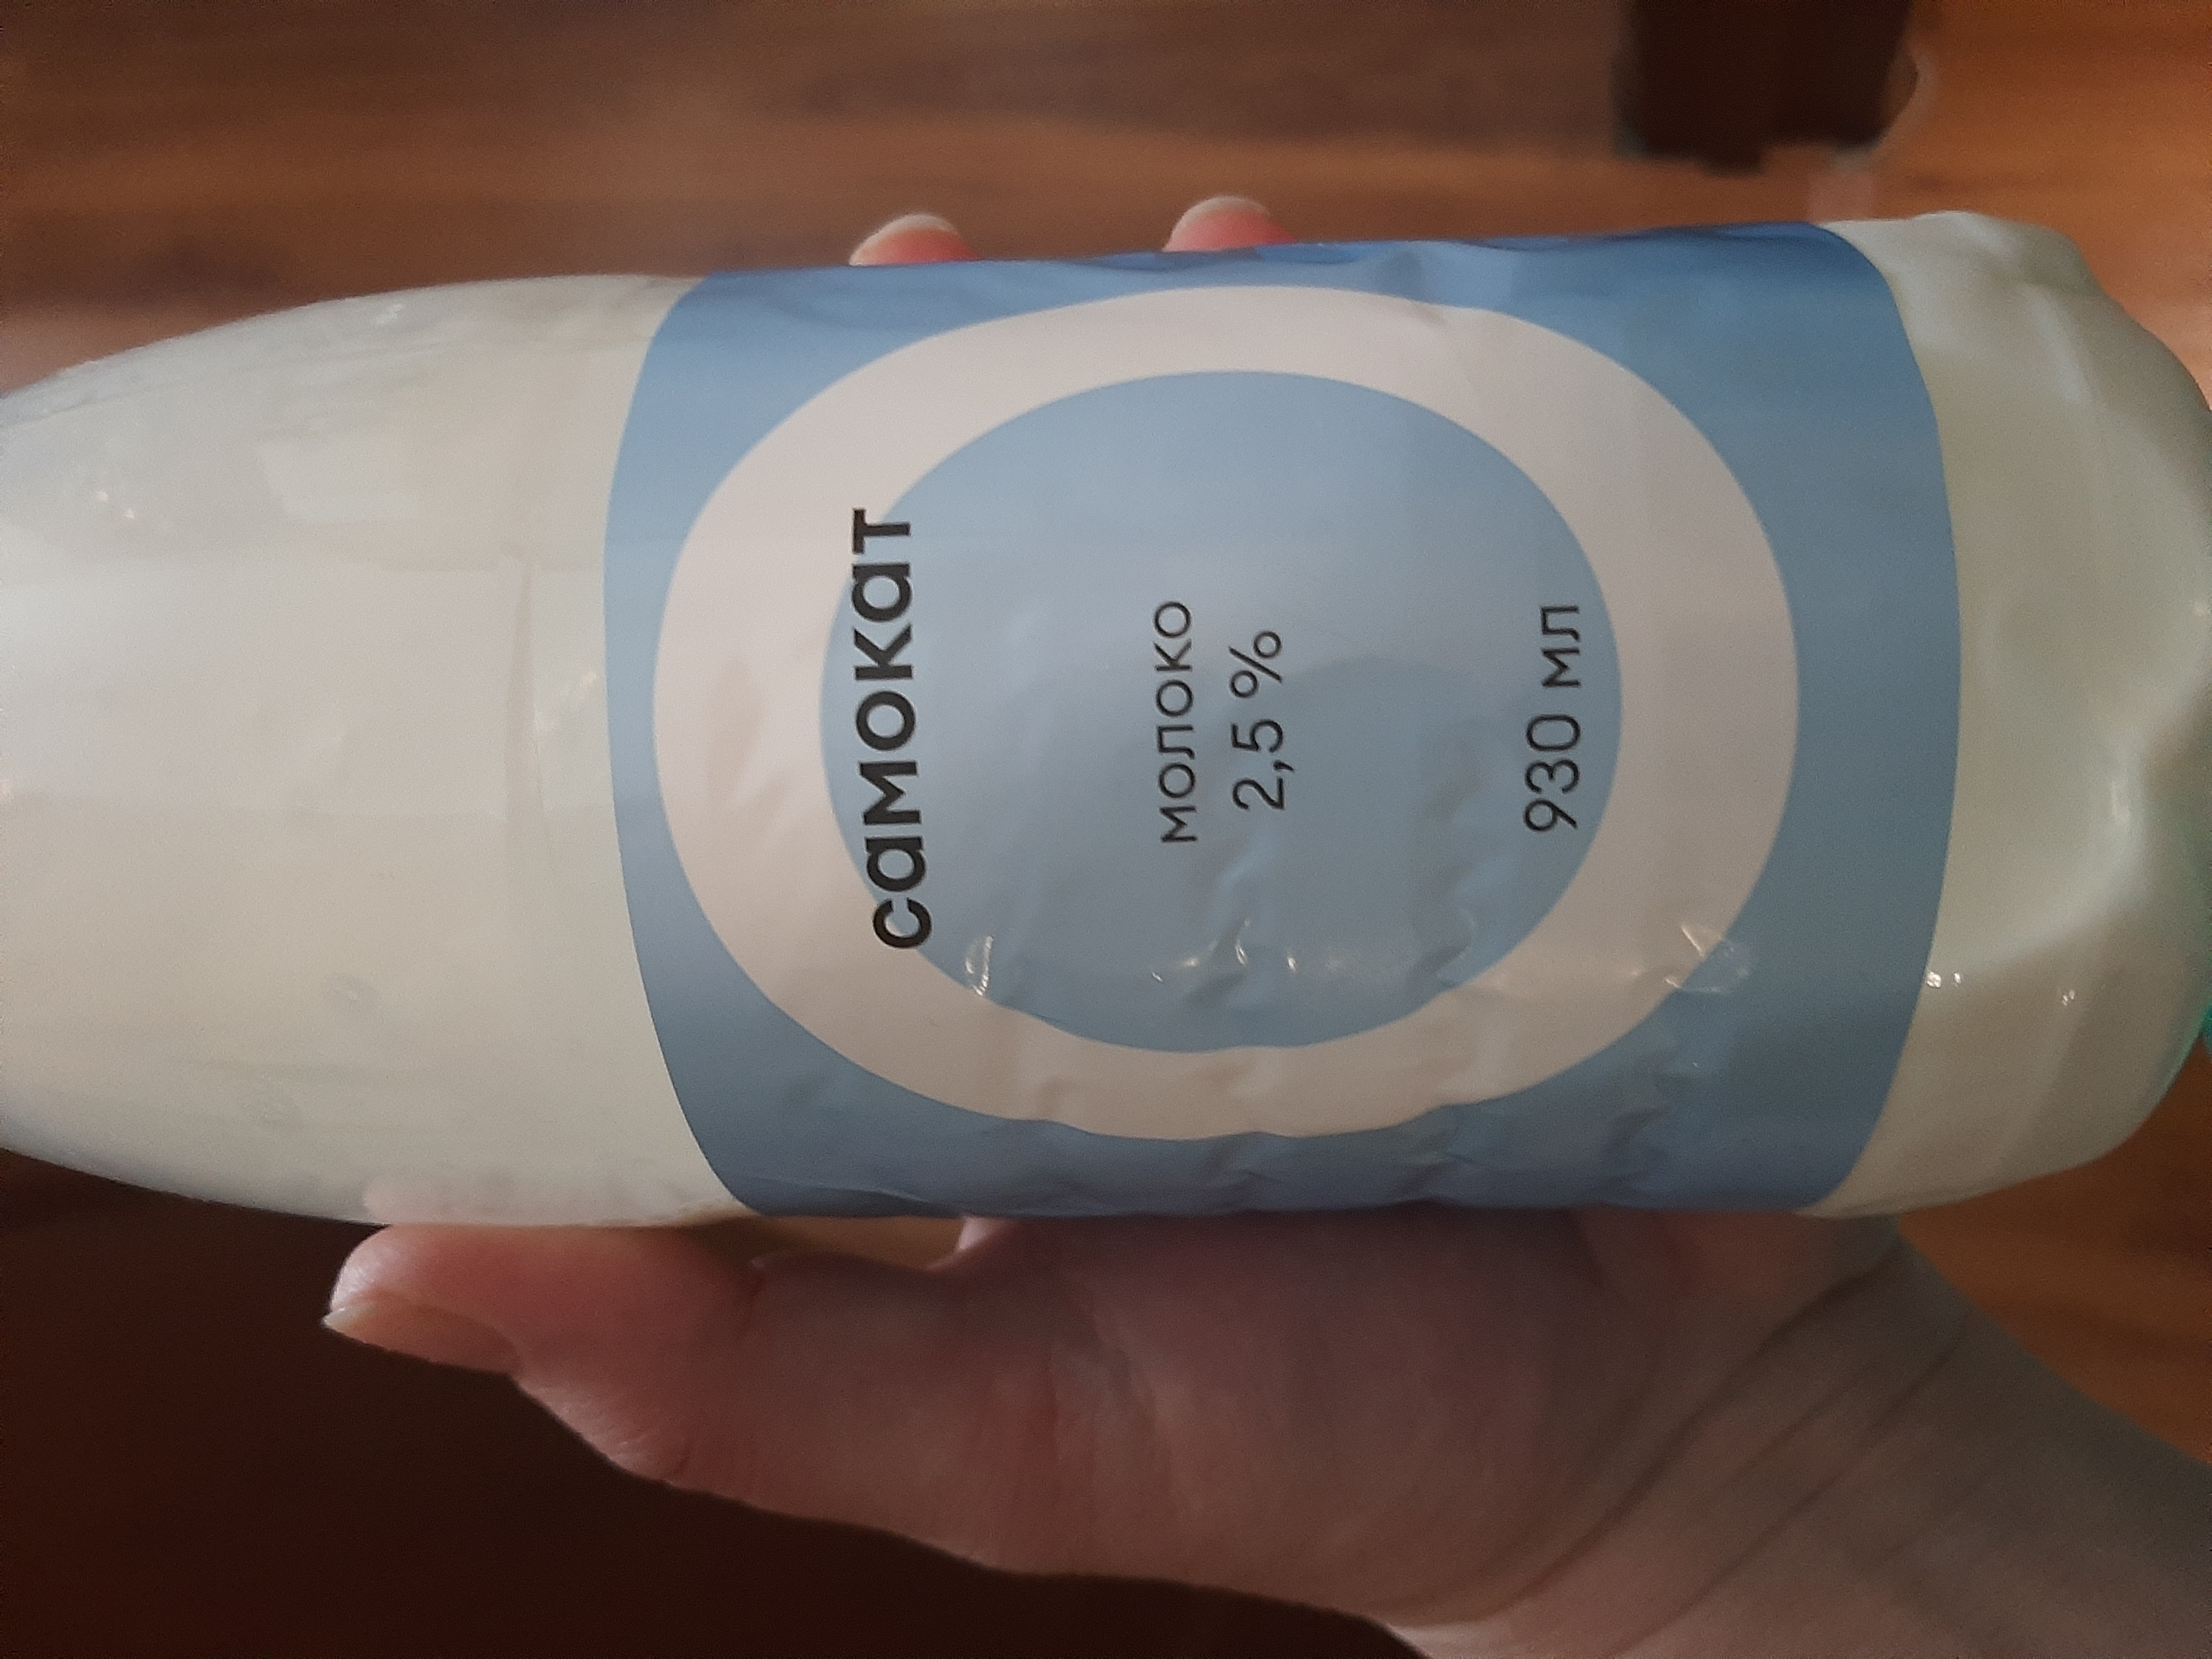 самокат
молоко
2,5 %
930 мл